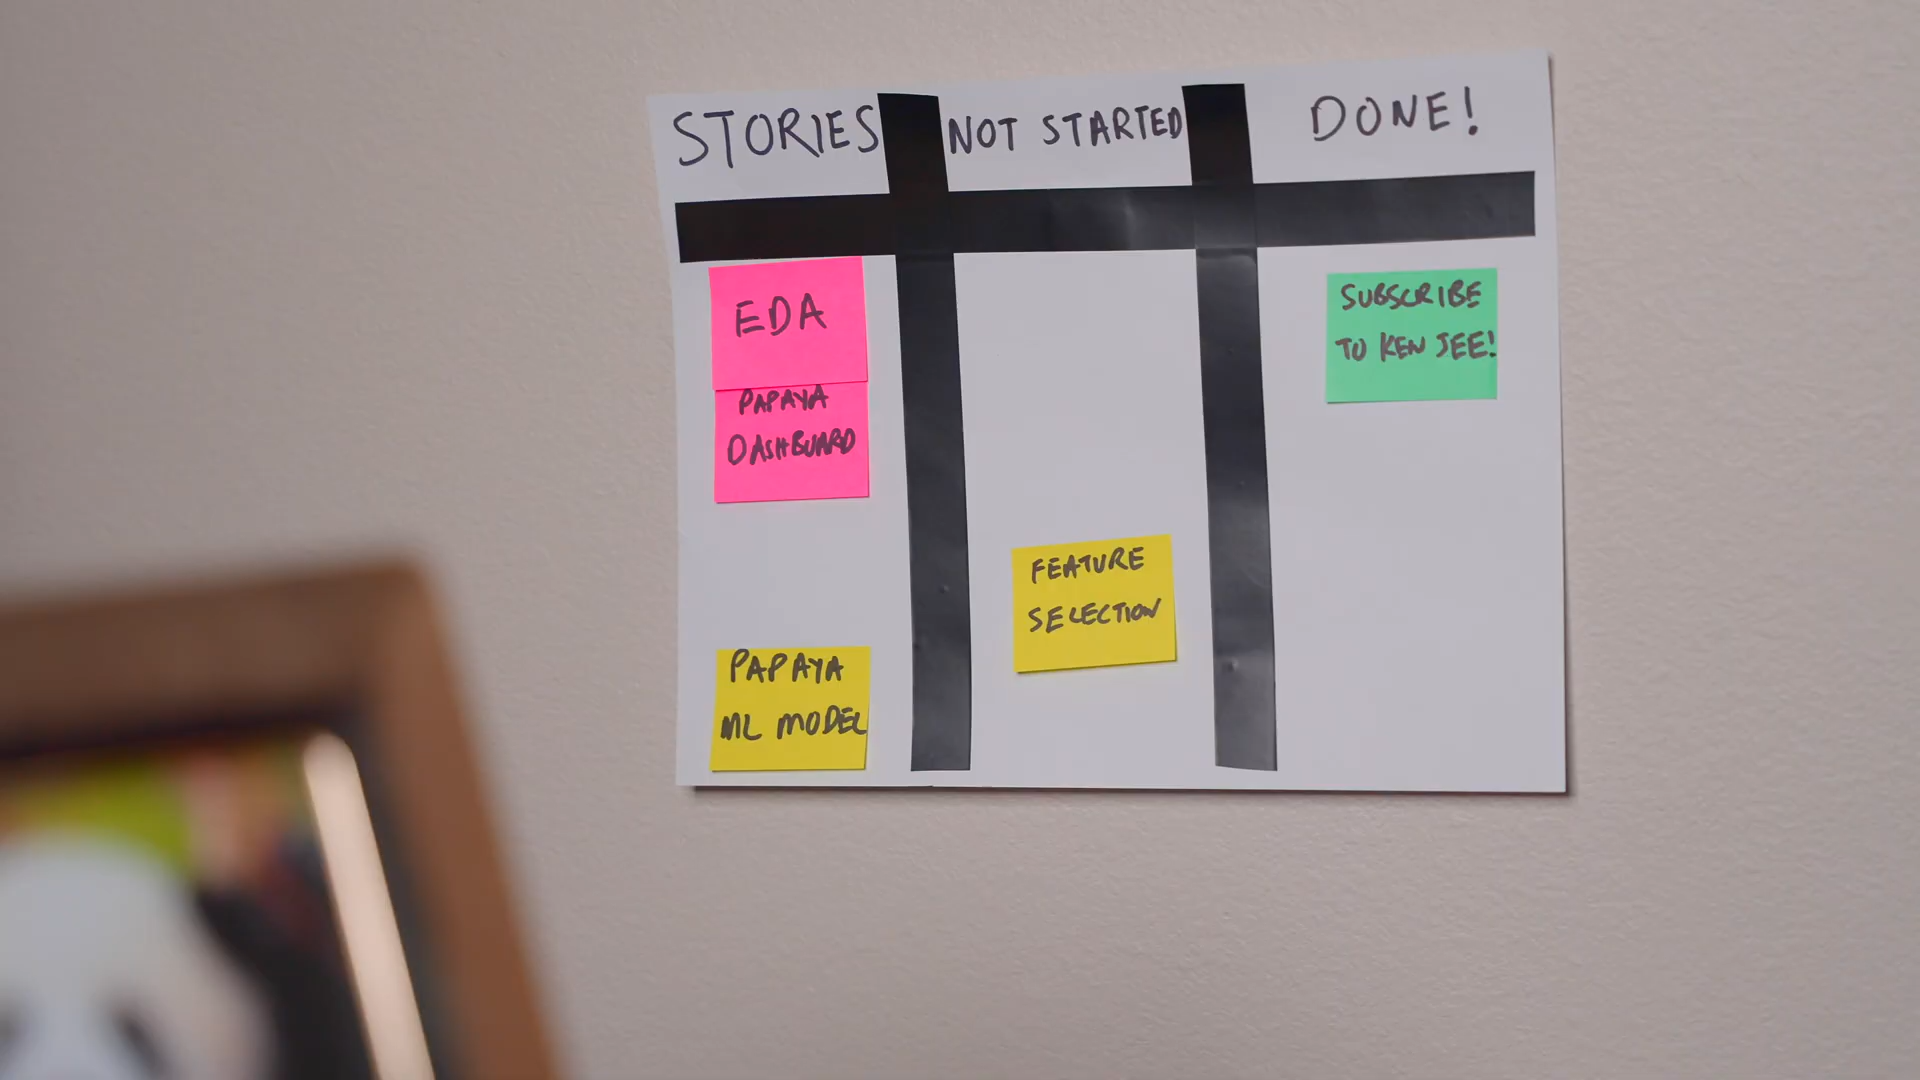 STORIES
NOT STARTED
DONE!
EDA
PAPAYA
DASHBOARD
PAPAYA
ML MODEL
FEATURE
SELECTION
SUBSCRIBE
TO KEN JEE!